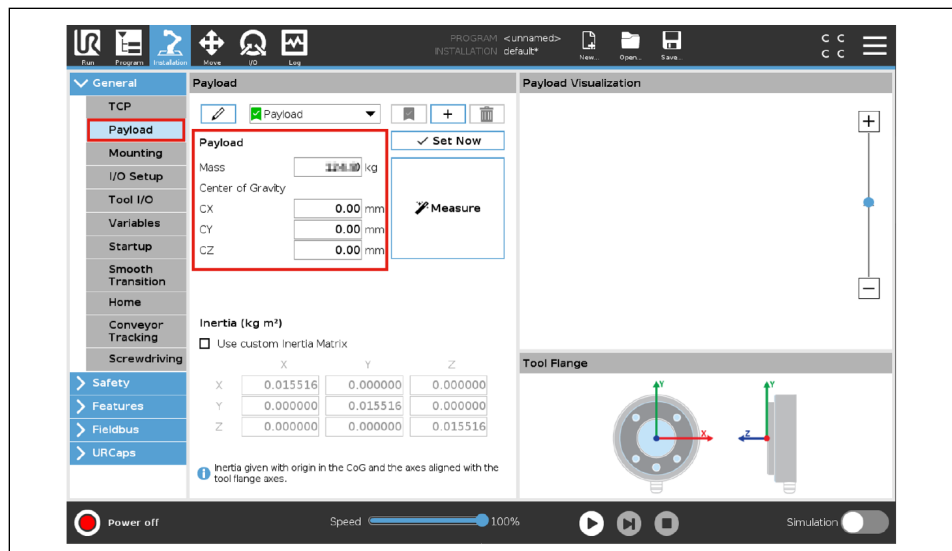 UR
PROGRAM <unnamed>
INSTALLATION default*
Run Program Installation Move I/O Log New... Open... Save...
C C
C C
General
TCP
Payload
Mounting
I/O Setup
Tool I/O
Variables
Startup
Smooth
Transition
Home
Conveyor
Tracking
Screwdriving
Safety
Features
Fieldbus
URCaps
Payload
Payload
+
Set Now
Payload
Mass kg
Center of Gravity
CX 0.00 mm
CY 0.00 mm
CZ 0.00 mm
Measure
Inertia (kg m²)
Use custom Inertia Matrix
X Y Z
X 0.015516 0.000000 0.000000
Y 0.000000 0.015516 0.000000
Z 0.000000 0.000000 0.015516
Inertia given with origin in the CoG and the axes aligned with the
tool flange axes.
Payload Visualization
+
−
Tool Flange
Y Y
X Z
Power off
Speed 100%
Simulation